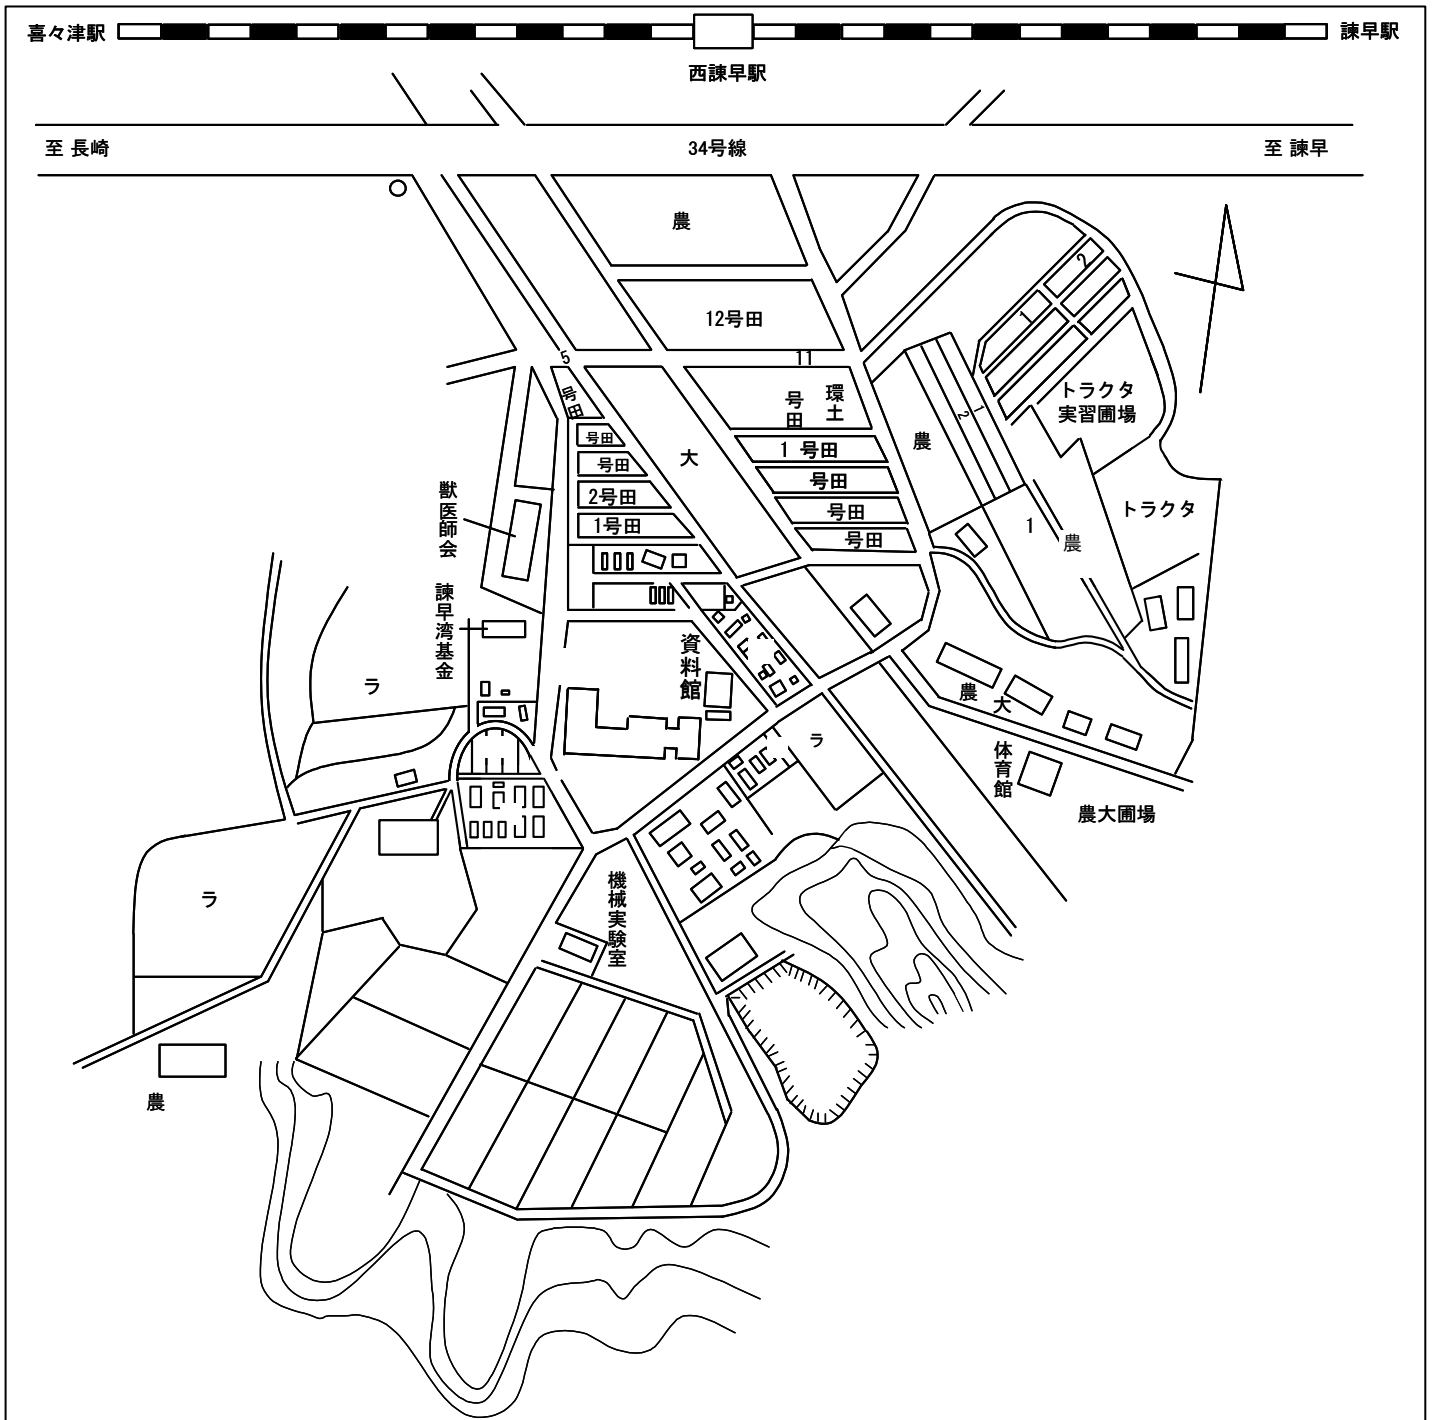 喜々津駅
諫早駅
西諫早駅
至 長崎
34号線
至 諫早
農
12号田
2
1
5
11
号田
号田
環土
トラクタ
実習圃場
1
2
号田
大
1 号田
農
号田
号田
獣医師会
2号田
号田
トラクタ
1号田
1
農
号田
諫早湾基金
資料館
ラ
農
大
ラ
体育館
農大圃場
ラ
機械実験室
農